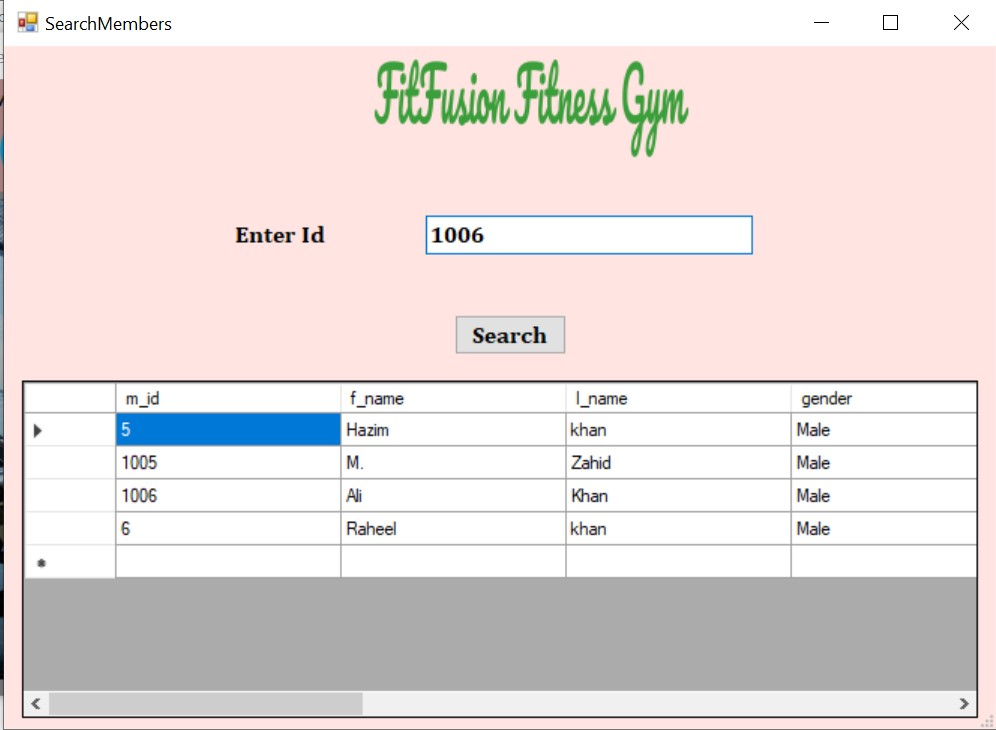 SearchMembers
FitFusion Fitness Gym
Enter Id 1006
Search
m_id f_name l_name gender
5 Hazim khan Male
1005 M. Zahid Male
1006 Ali Khan Male
6 Raheel khan Male